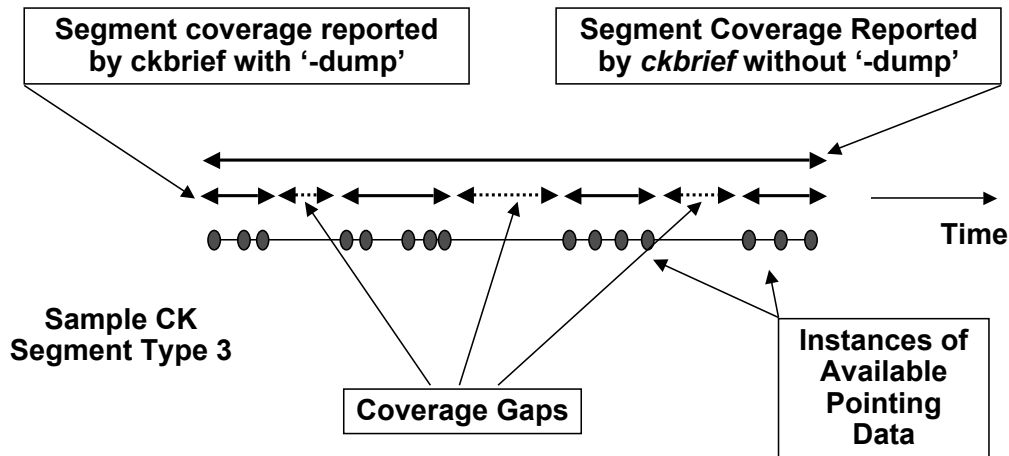 Segment coverage reported
by ckbrief with ‘-dump’
Segment Coverage Reported
by ckbrief without ‘-dump’
Time
Sample CK
Segment Type 3
Coverage Gaps
Instances of
Available
Pointing
Data